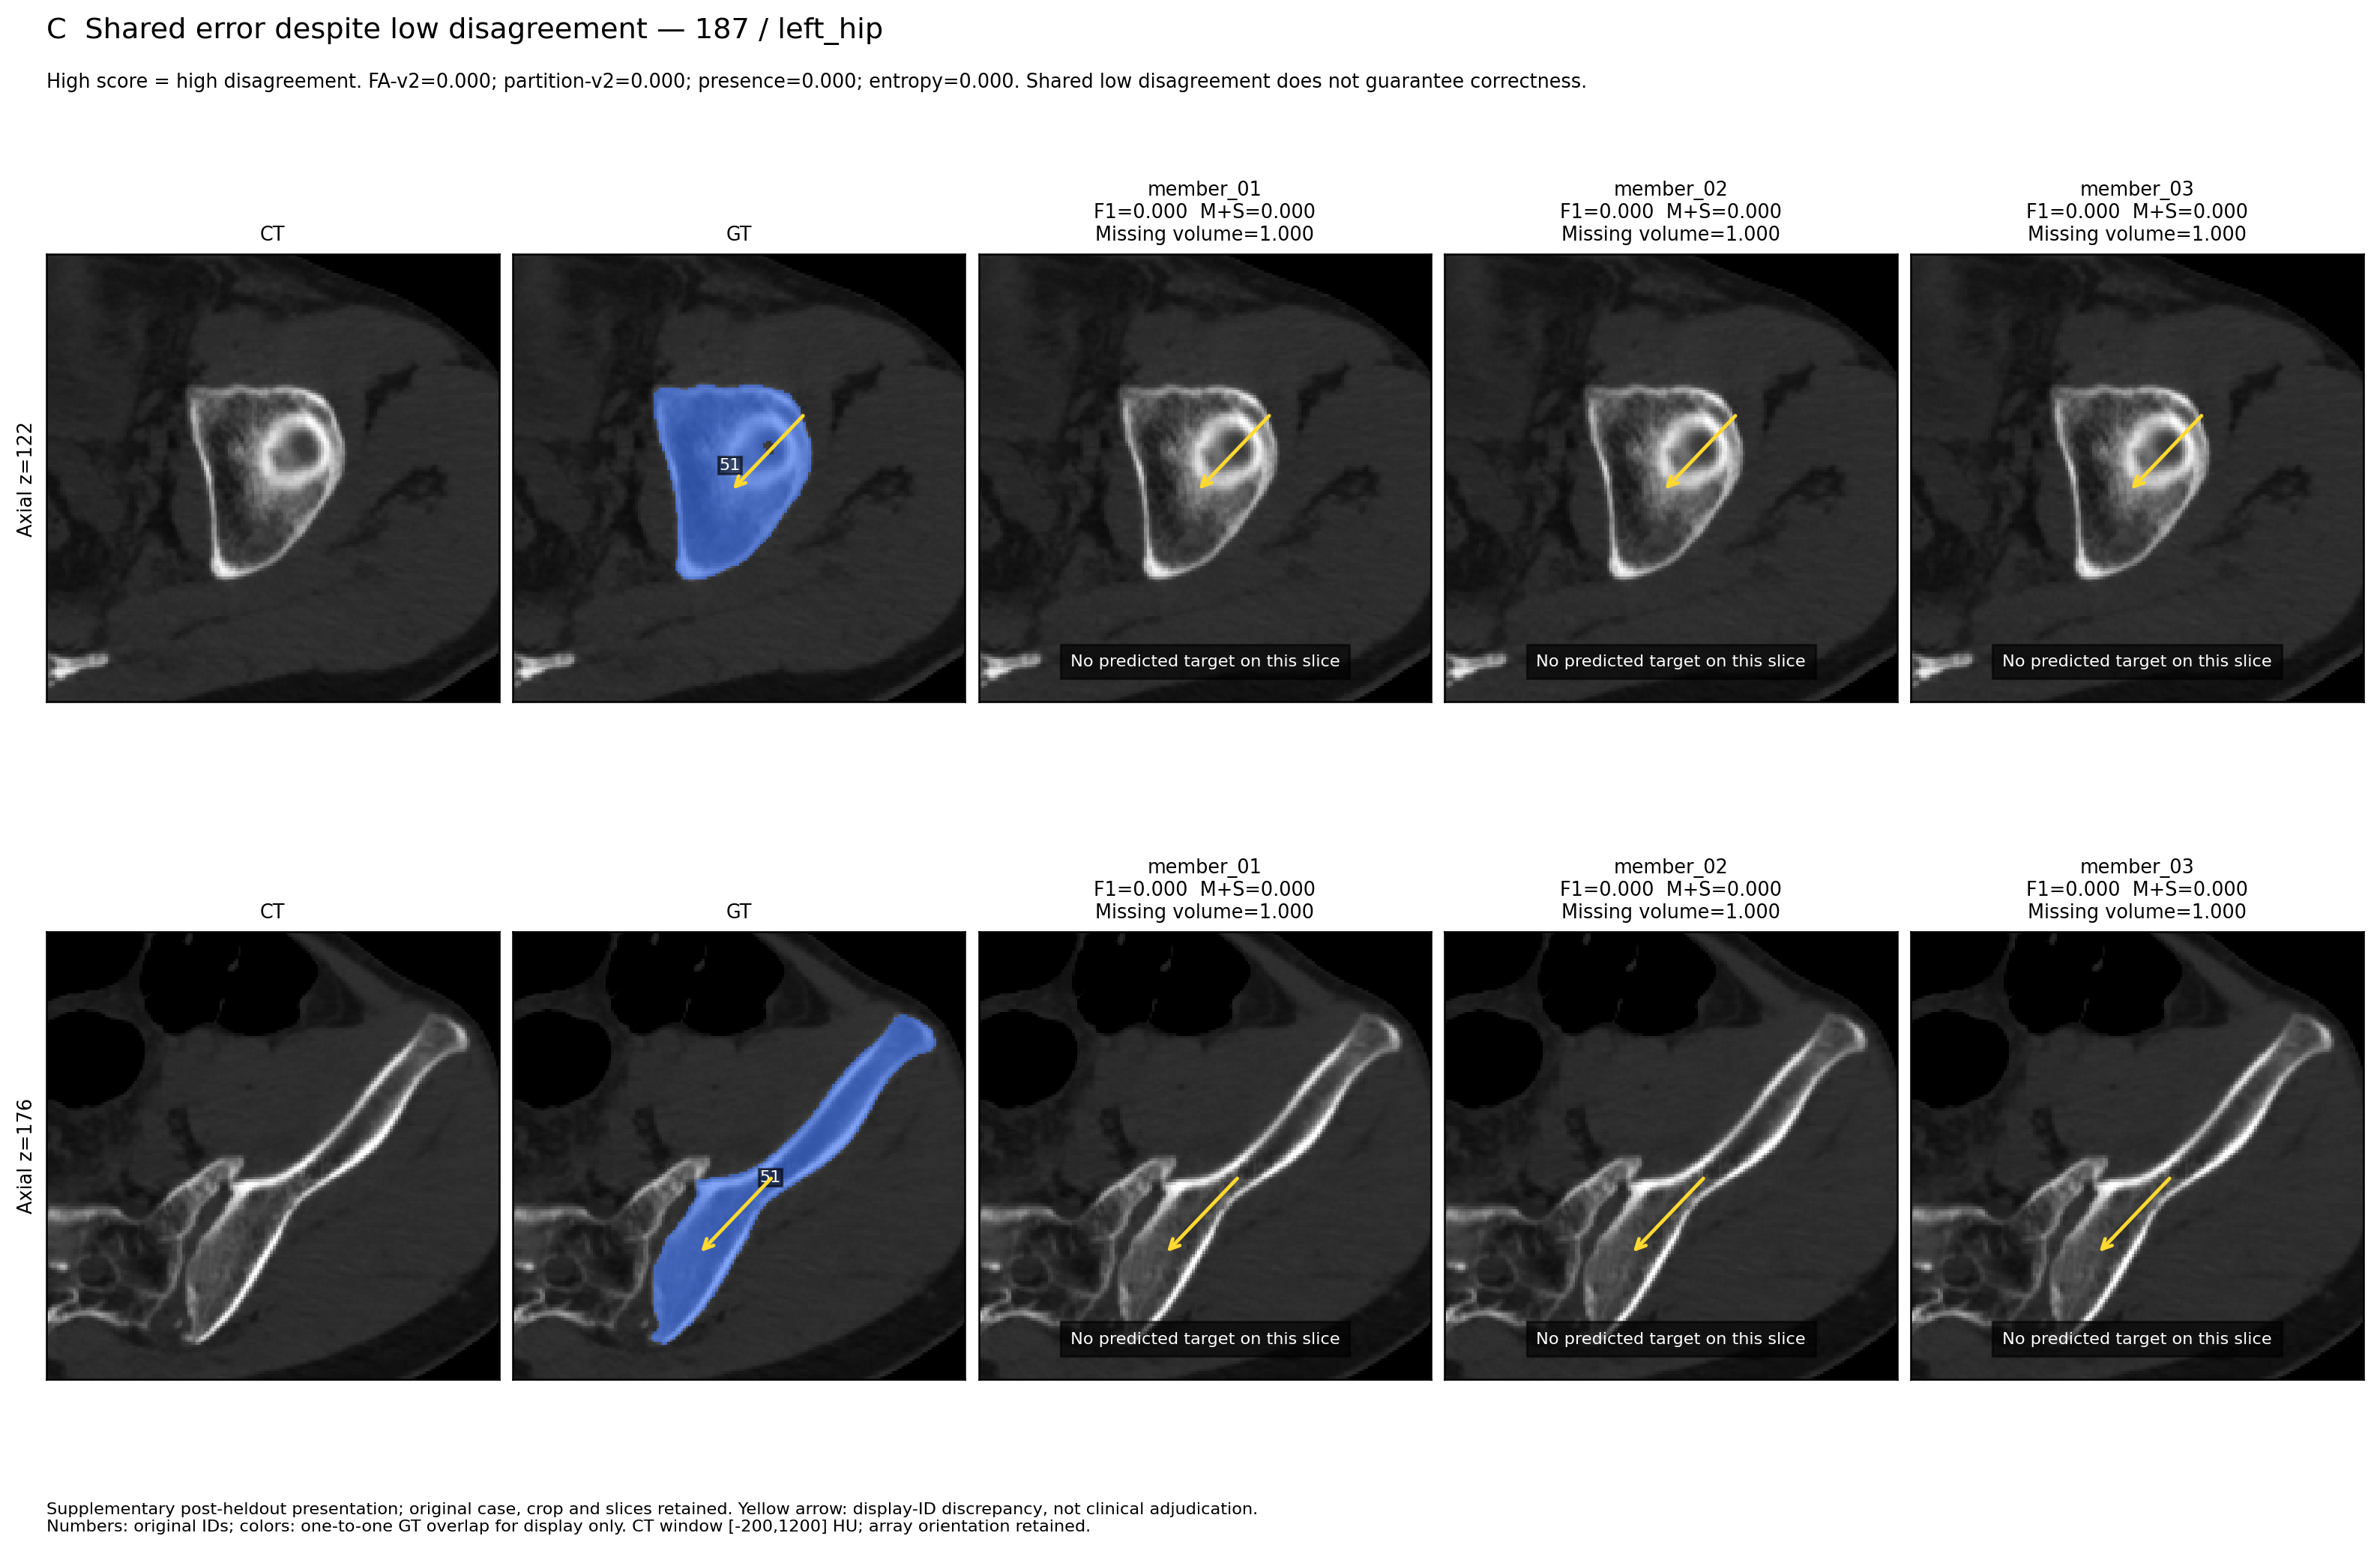 C  Shared error despite low disagreement — 187 / left_hip
High score = high disagreement. FA-v2=0.000; partition-v2=0.000; presence=0.000; entropy=0.000. Shared low disagreement does not guarantee correctness.
CT
GT
member_01
F1=0.000  M+S=0.000
Missing volume=1.000
member_02
F1=0.000  M+S=0.000
Missing volume=1.000
member_03
F1=0.000  M+S=0.000
Missing volume=1.000
Axial z=122
51
No predicted target on this slice
No predicted target on this slice
No predicted target on this slice
CT
GT
member_01
F1=0.000  M+S=0.000
Missing volume=1.000
member_02
F1=0.000  M+S=0.000
Missing volume=1.000
member_03
F1=0.000  M+S=0.000
Missing volume=1.000
Axial z=176
51
No predicted target on this slice
No predicted target on this slice
No predicted target on this slice
Supplementary post-heldout presentation; original case, crop and slices retained. Yellow arrow: display-ID discrepancy, not clinical adjudication.
Numbers: original IDs; colors: one-to-one GT overlap for display only. CT window [-200,1200] HU; array orientation retained.